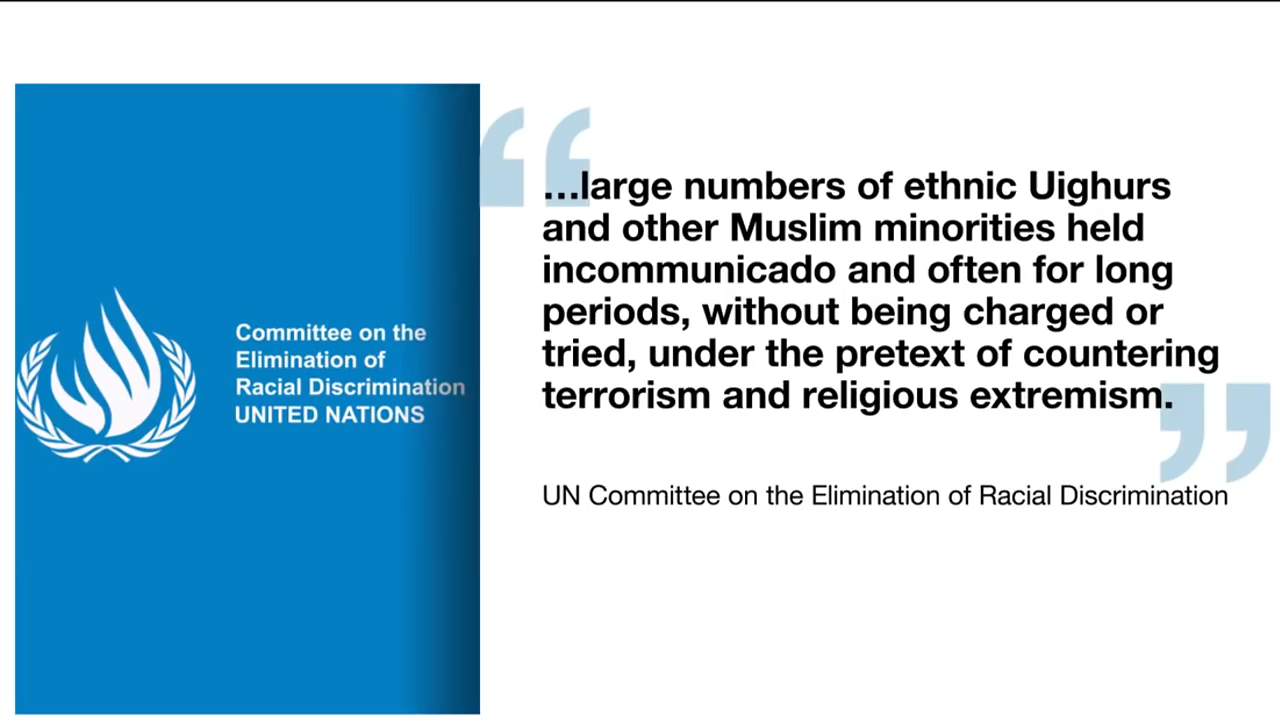 Committee on the
Elimination of
Racial Discrimination
UNITED NATIONS
“…large numbers of ethnic Uighurs
and other Muslim minorities held
incommunicado and often for long
periods, without being charged or
tried, under the pretext of countering
terrorism and religious extremism.”
UN Committee on the Elimination of Racial Discrimination